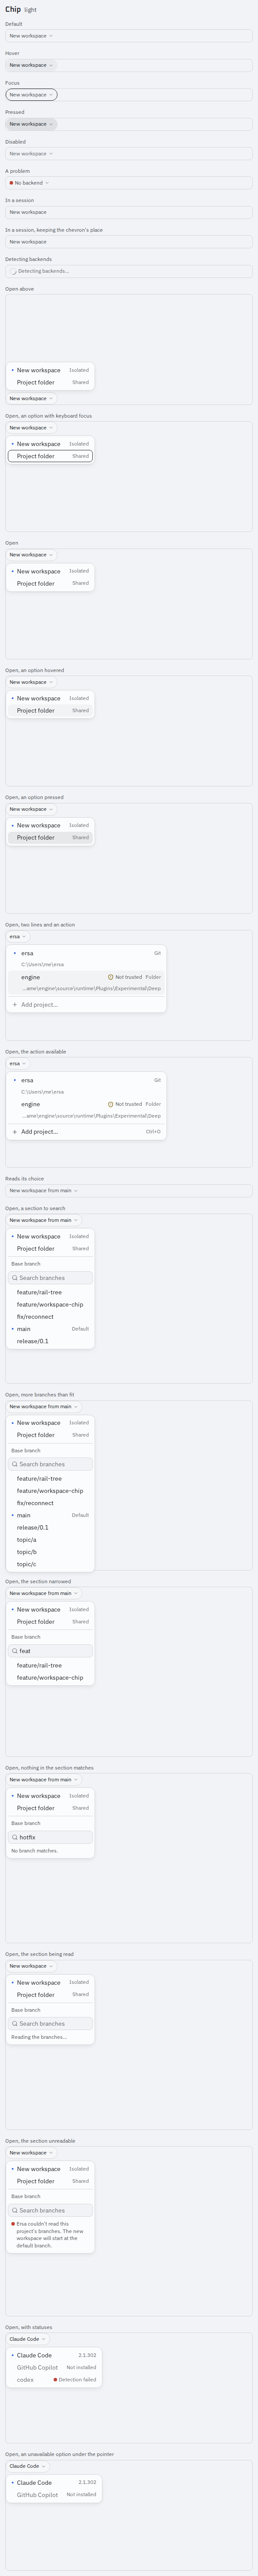 Chip light
Default
New workspace
Hover
New workspace
Focus
New workspace
Pressed
New workspace
Disabled
New workspace
A problem
No backend
In a session
New workspace
In a session, keeping the chevron's place
New workspace
Detecting backends
Detecting backends…
Open above
New workspace Isolated
Project folder Shared
New workspace
Open, an option with keyboard focus
New workspace
New workspace Isolated
Project folder Shared
Open
New workspace
New workspace Isolated
Project folder Shared
Open, an option hovered
New workspace
New workspace Isolated
Project folder Shared
Open, an option pressed
New workspace
New workspace Isolated
Project folder Shared
Open, two lines and an action
ersa
ersa Git
C:\Users\me\ersa
engine Not trusted Folder
…ame\engine\source\runtime\Plugins\Experimental\Deep
Add project…
Open, the action available
ersa
ersa Git
C:\Users\me\ersa
engine Not trusted Folder
…ame\engine\source\runtime\Plugins\Experimental\Deep
Add project… Ctrl+O
Reads its choice
New workspace from main
Open, a section to search
New workspace from main
New workspace Isolated
Project folder Shared
Base branch
Search branches
feature/rail-tree
feature/workspace-chip
fix/reconnect
main Default
release/0.1
Open, more branches than fit
New workspace from main
New workspace Isolated
Project folder Shared
Base branch
Search branches
feature/rail-tree
feature/workspace-chip
fix/reconnect
main Default
release/0.1
topic/a
topic/b
topic/c
Open, the section narrowed
New workspace from main
New workspace Isolated
Project folder Shared
Base branch
feat
feature/rail-tree
feature/workspace-chip
Open, nothing in the section matches
New workspace from main
New workspace Isolated
Project folder Shared
Base branch
hotfix
No branch matches.
Open, the section being read
New workspace
New workspace Isolated
Project folder Shared
Base branch
Search branches
Reading the branches…
Open, the section unreadable
New workspace
New workspace Isolated
Project folder Shared
Base branch
Search branches
Ersa couldn't read this
project's branches. The new
workspace will start at the
default branch.
Open, with statuses
Claude Code
Claude Code 2.1.302
GitHub Copilot Not installed
codex Detection failed
Open, an unavailable option under the pointer
Claude Code
Claude Code 2.1.302
GitHub Copilot Not installed